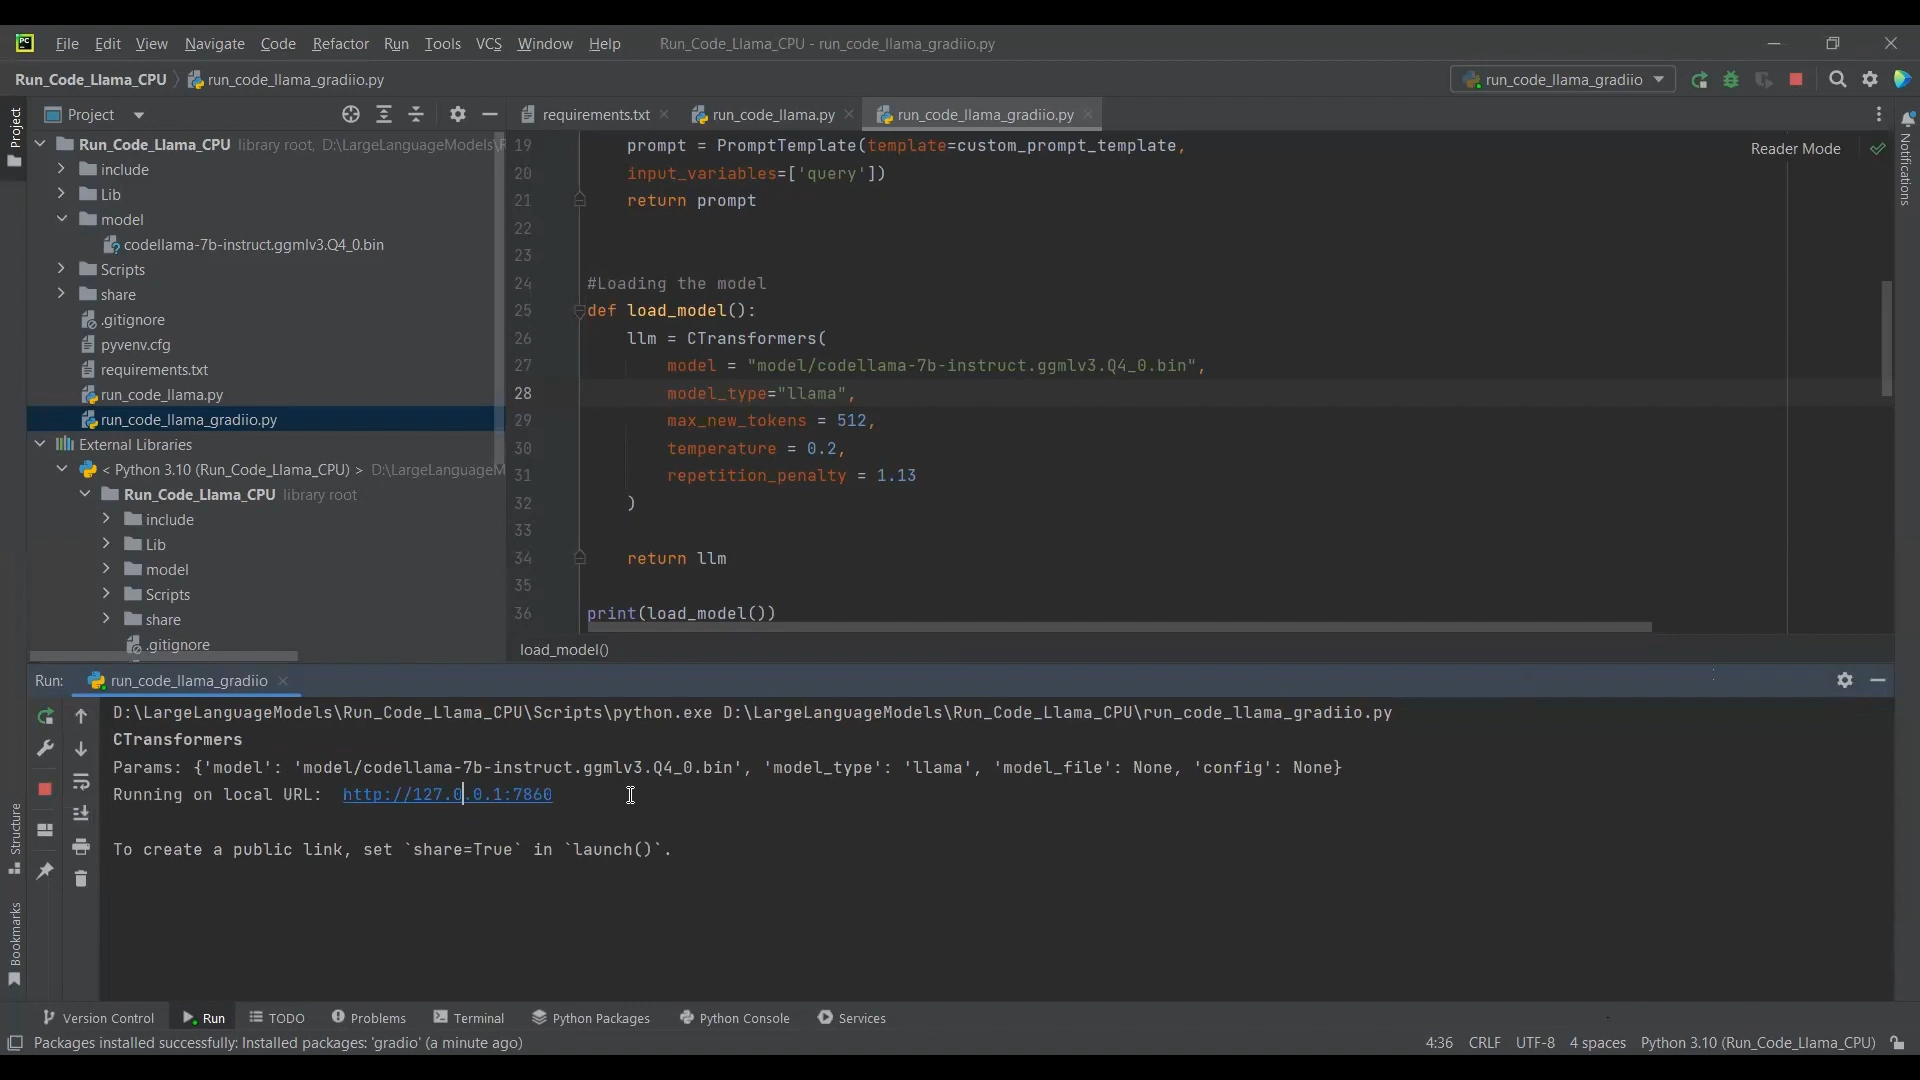 File Edit View Navigate Code Refactor Run Tools VCS Window Help Run_Code_Llama_CPU - run_code_llama_gradiio.py
Run_Code_Llama_CPU run_code_llama_gradiio.py run_code_llama_gradiio
Project
Project
Notifications
Structure
Bookmarks
Run_Code_Llama_CPU library root, D:\LargeLanguageModels\R
include
Lib
model
codellama-7b-instruct.ggmlv3.Q4_0.bin
Scripts
share
.gitignore
pyvenv.cfg
requirements.txt
run_code_llama.py
run_code_llama_gradiio.py
External Libraries
< Python 3.10 (Run_Code_Llama_CPU) > D:\LargeLanguageM
Run_Code_Llama_CPU library root
include
Lib
model
Scripts
share
.gitignore
requirements.txt run_code_llama.py run_code_llama_gradiio.py
Reader Mode
19 prompt = PromptTemplate(template=custom_prompt_template,
20 input_variables=['query'])
21 return prompt
22
23
24 #Loading the model
25 def load_model():
26 llm = CTransformers(
27 model = "model/codellama-7b-instruct.ggmlv3.Q4_0.bin",
28 model_type="llama",
29 max_new_tokens = 512,
30 temperature = 0.2,
31 repetition_penalty = 1.13
32 )
33
34 return llm
35
36 print(load_model())
load_model()
Run: run_code_llama_gradiio
D:\LargeLanguageModels\Run_Code_Llama_CPU\Scripts\python.exe D:\LargeLanguageModels\Run_Code_Llama_CPU\run_code_llama_gradiio.py
CTransformers
Params: {'model': 'model/codellama-7b-instruct.ggmlv3.Q4_0.bin', 'model_type': 'llama', 'model_file': None, 'config': None}
Running on local URL: http://127.0.0.1:7860
To create a public link, set `share=True` in `launch()`.
Version Control Run TODO Problems Terminal Python Packages Python Console Services
Packages installed successfully: Installed packages: 'gradio' (a minute ago) 4:36 CRLF UTF-8 4 spaces Python 3.10 (Run_Code_Llama_CPU)